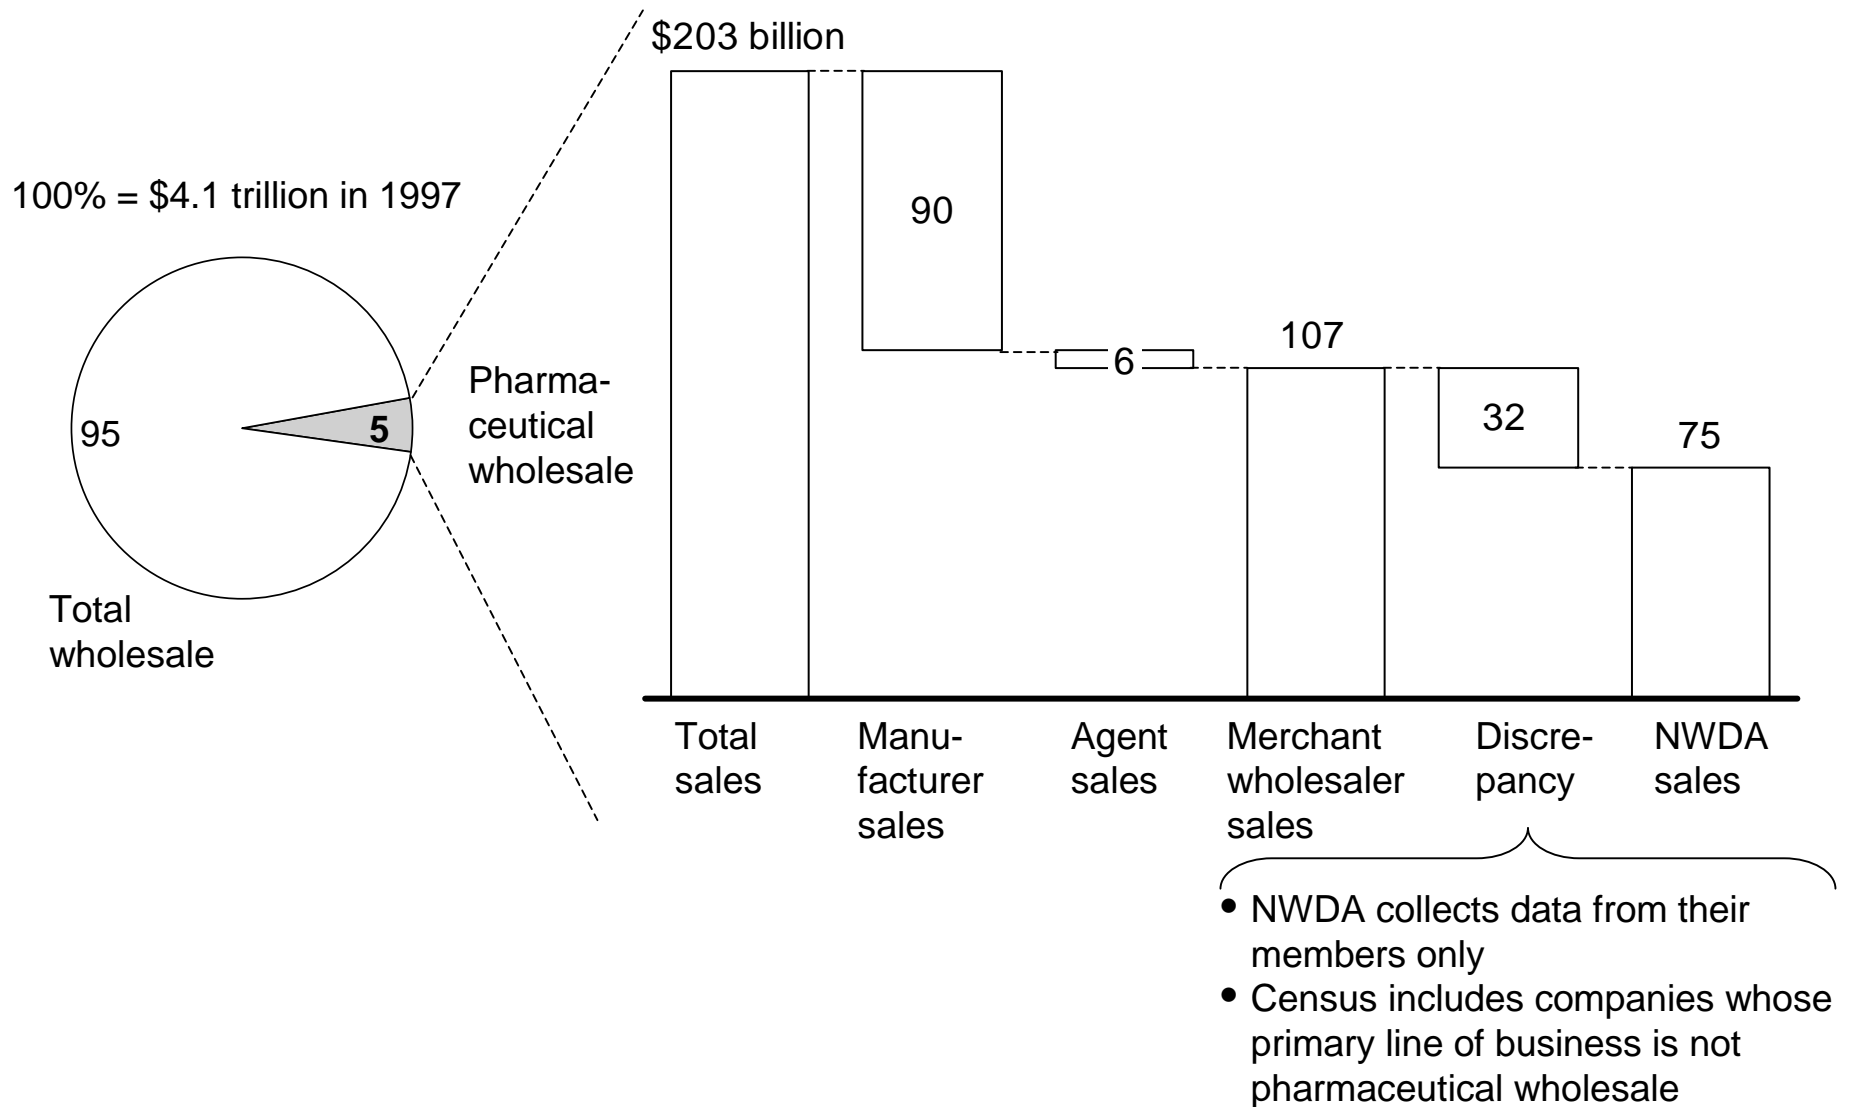 $203 billion
100% = $4.1 trillion in 1997
95
5
Pharma-
ceutical
wholesale
Total
wholesale
90
6
107
32
75
Total
sales
Manu-
facturer
sales
Agent
sales
Merchant
wholesaler
sales
Discre-
pancy
NWDA
sales
• NWDA collects data from their
members only
• Census includes companies whose
primary line of business is not
pharmaceutical wholesale